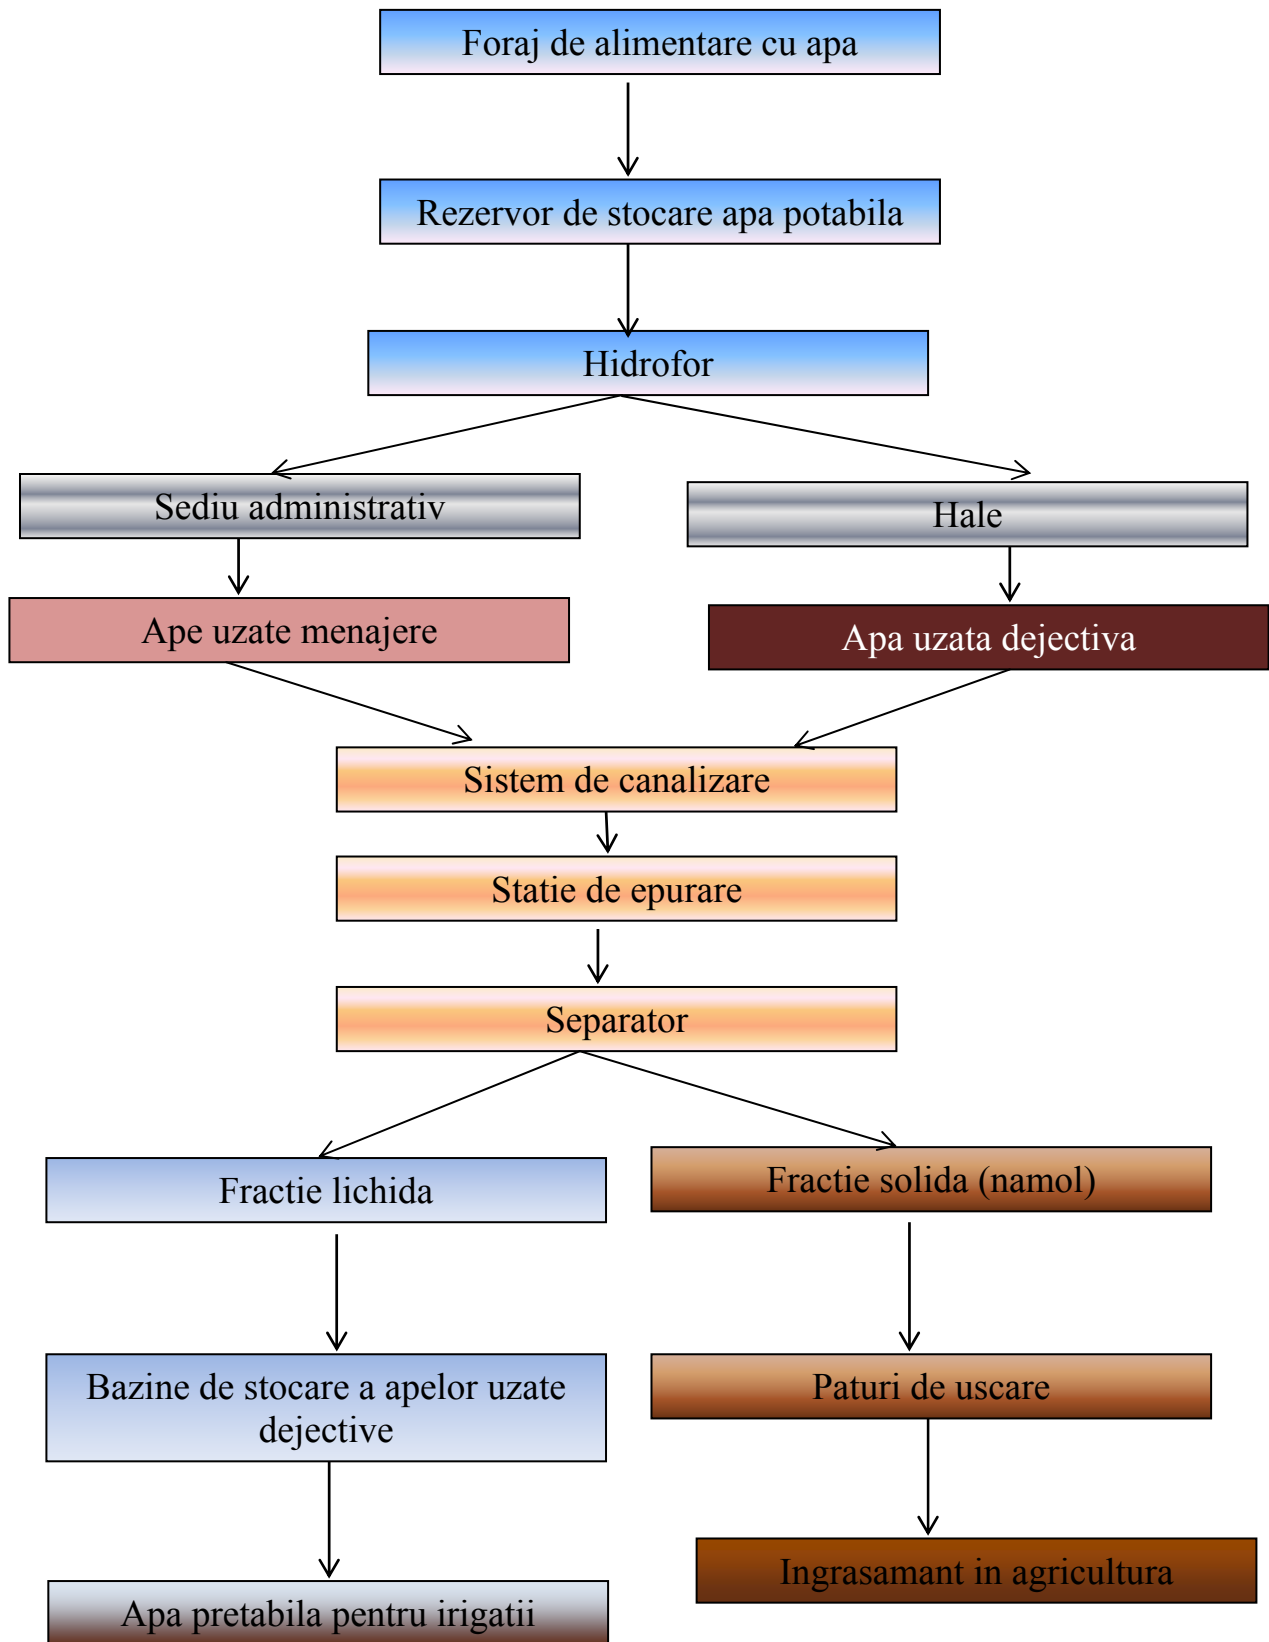 Foraj de alimentare cu apa
Rezervor de stocare apa potabila
Hidrofor
Sediu administrativ
Hale
Ape uzate menajere
Apa uzata dejectiva
Sistem de canalizare
Statie de epurare
Separator
Fractie lichida
Fractie solida (namol)
Bazine de stocare a apelor uzate
dejective
Paturi de uscare
Ingrasamant in agricultura
Apa pretabila pentru irigatii